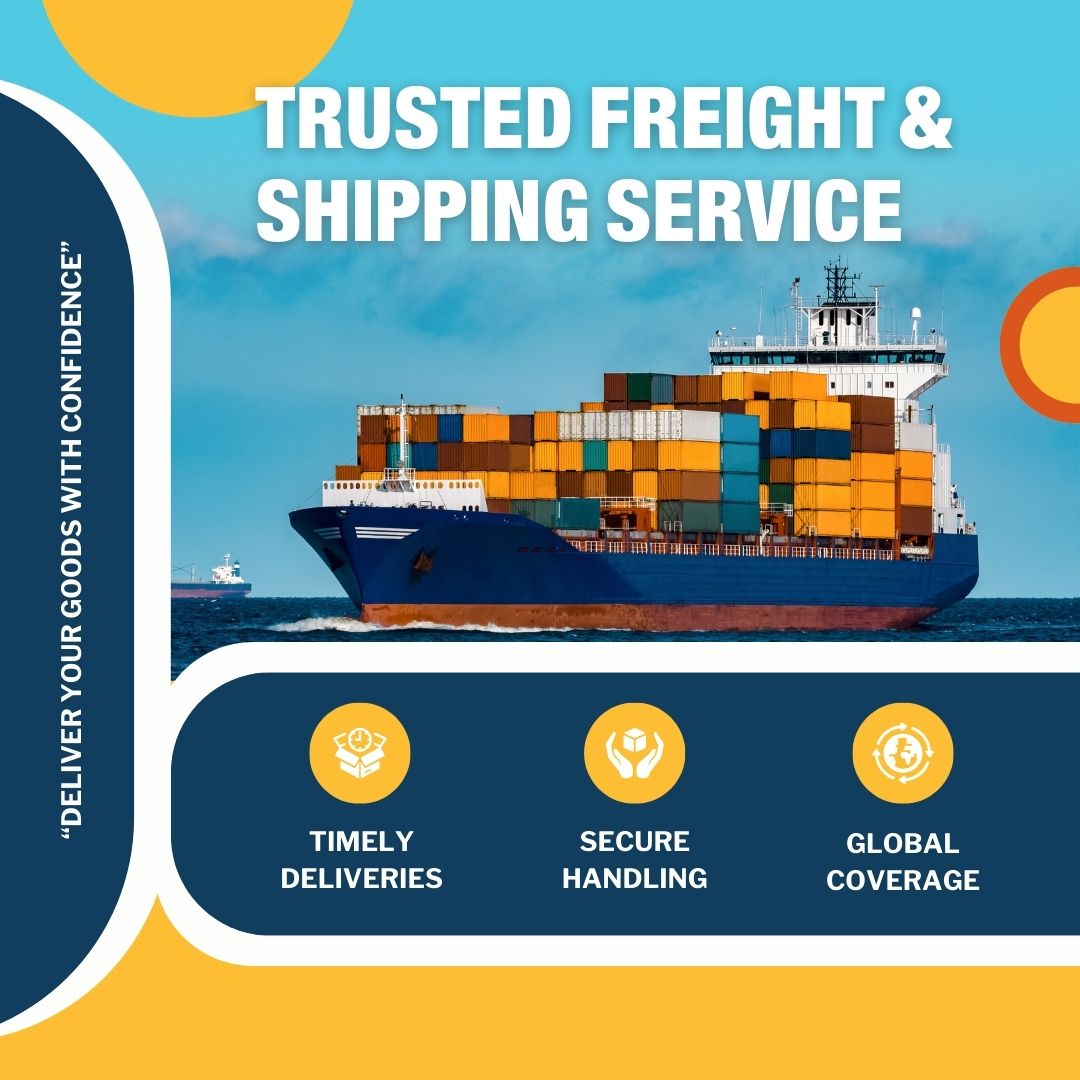 TRUSTED FREIGHT &
SHIPPING SERVICE
“DELIVER YOUR GOODS WITH CONFIDENCE”
TIMELY
DELIVERIES
SECURE
HANDLING
GLOBAL
COVERAGE